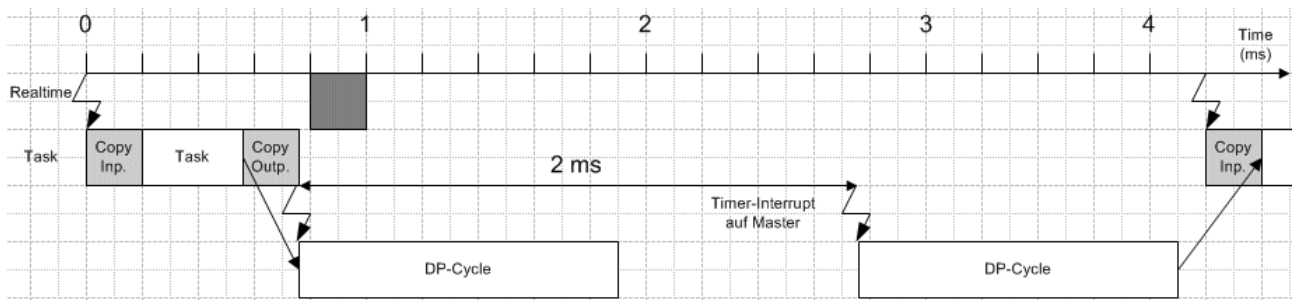 0 1 2 3 4
Time
(ms)
Realtime
Task
Copy
Inp.
Task
Copy
Outp.
2 ms
Copy
Inp.
Timer-Interrupt
auf Master
DP-Cycle
DP-Cycle